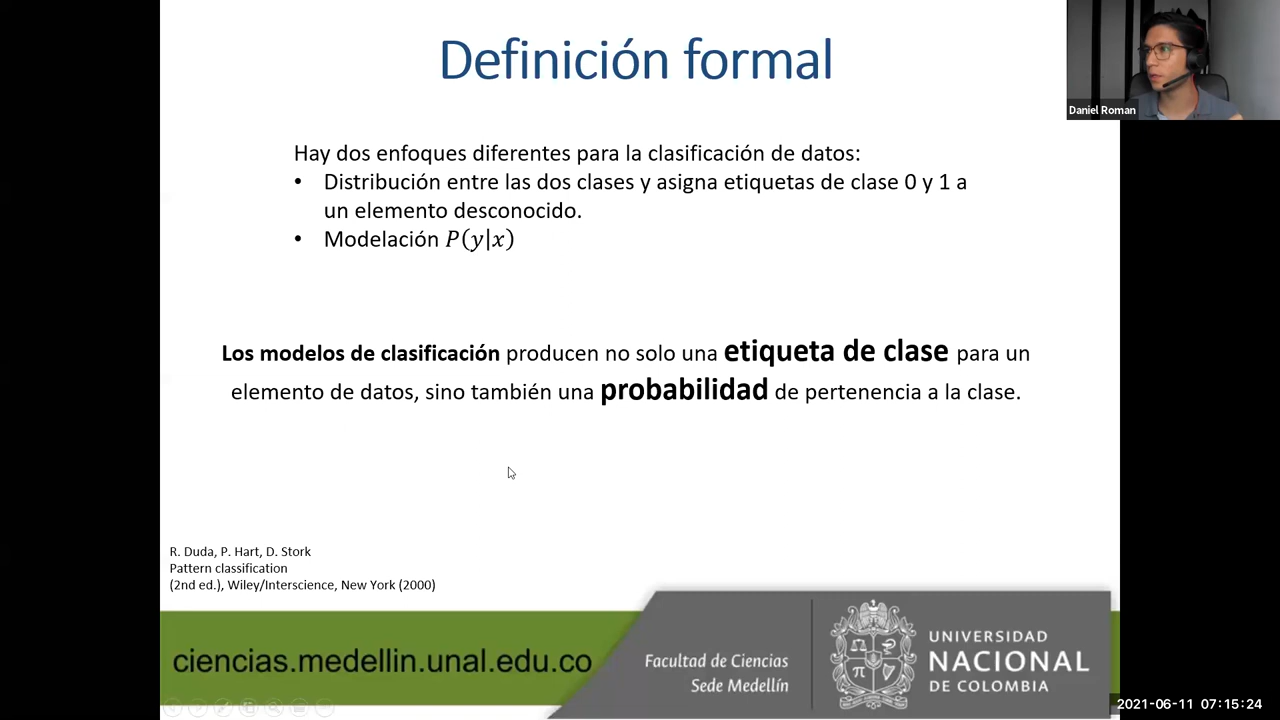 Definición formal
Daniel Roman
Hay dos enfoques diferentes para la clasificación de datos:
• Distribución entre las dos clases y asigna etiquetas de clase 0 y 1 a
un elemento desconocido.
• Modelación P(y|x)
Los modelos de clasificación producen no solo una etiqueta de clase para un
elemento de datos, sino también una probabilidad de pertenencia a la clase.
R. Duda, P. Hart, D. Stork
Pattern classification
(2nd ed.), Wiley/Interscience, New York (2000)
ciencias.medellin.unal.edu.co
Facultad de Ciencias
Sede Medellín
UNIVERSIDAD
NACIONAL
DE COLOMBIA
2021-06-11 07:15:24